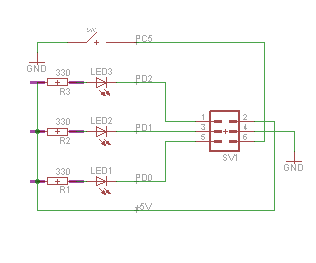 PC5
GND
330
LED3
PD2
R3
330
LED2
PD1
R2
1
2
3
4
5
6
SV1
GND
330
LED1
PD0
R1
+5V